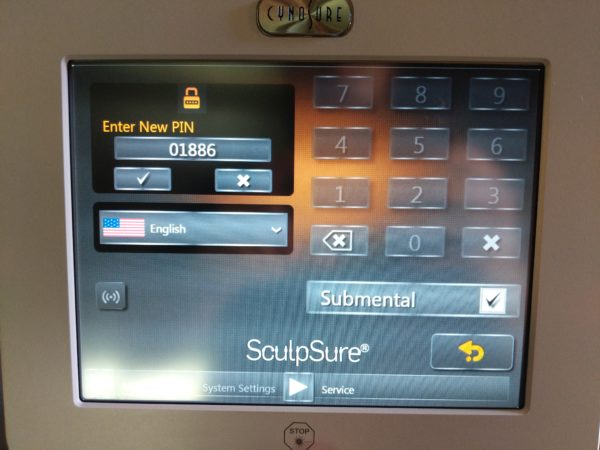 CYNOSURE
Enter New PIN
01886
English
7 8 9
4 5 6
1 2 3
0
Submental
SculpSure®
System Settings
Service
STOP